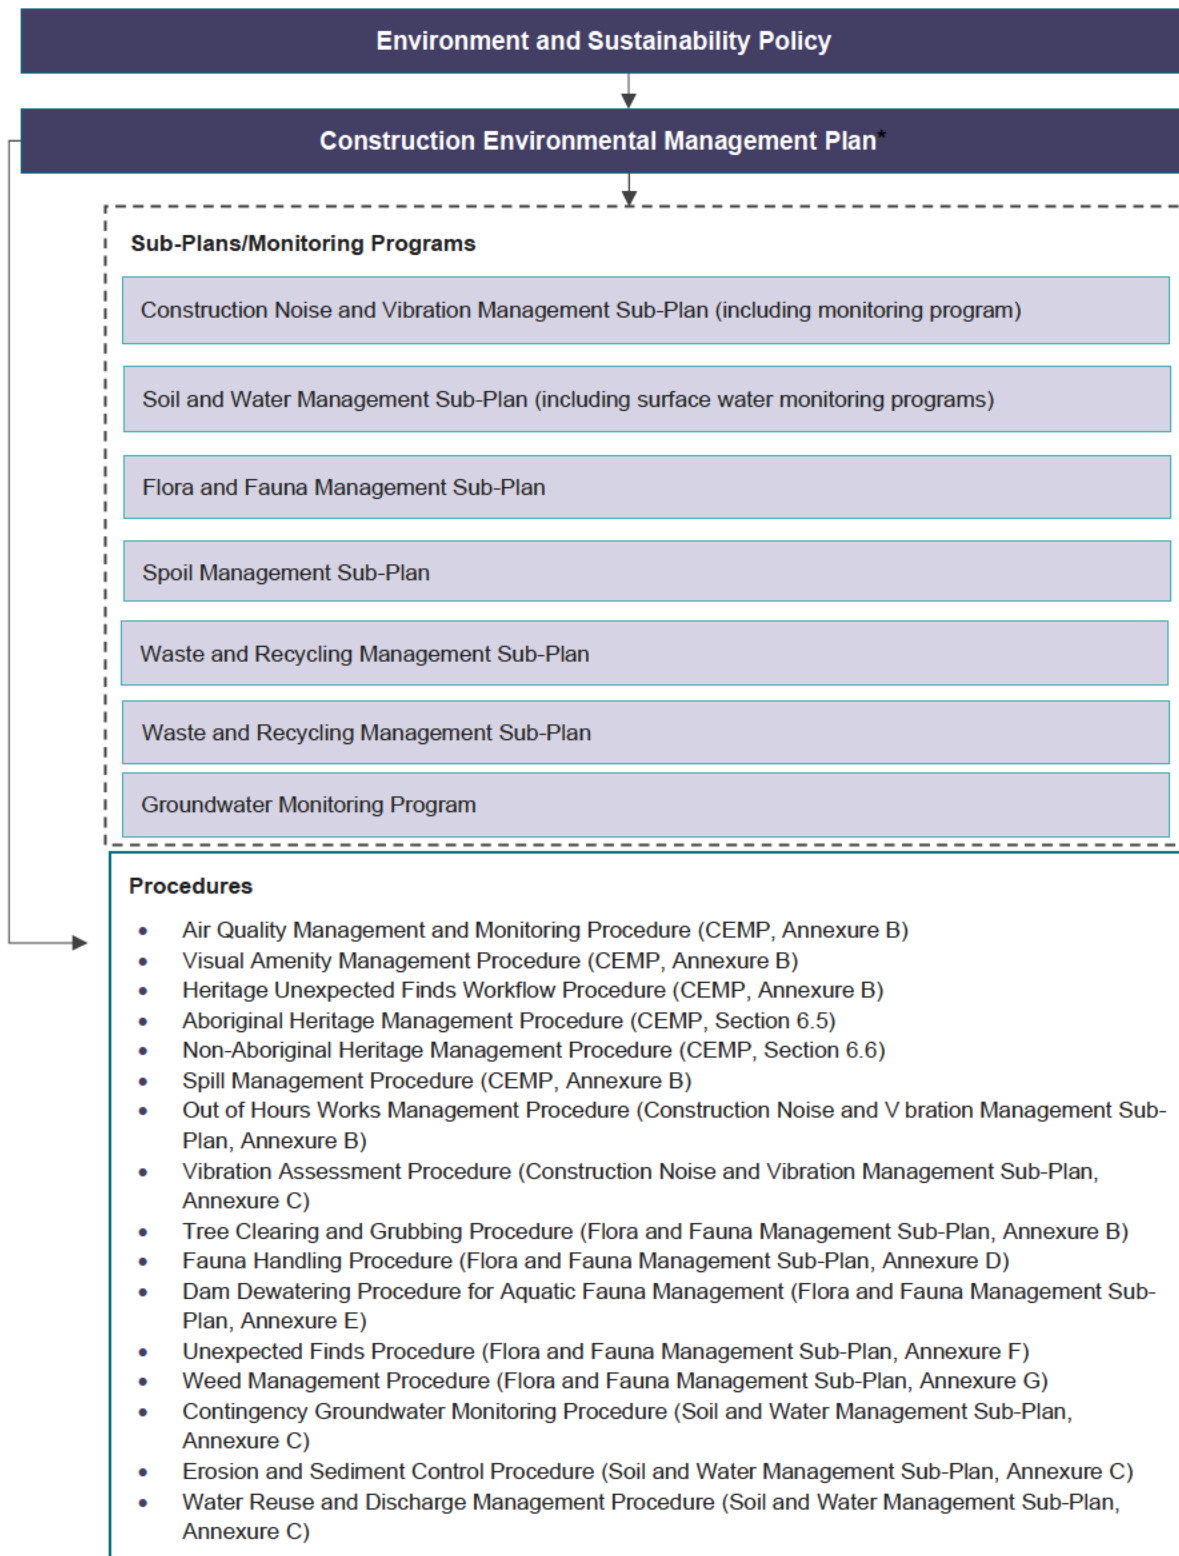 Environment and Sustainability Policy
Construction Environmental Management Plan*
Sub-Plans/Monitoring Programs
Construction Noise and Vibration Management Sub-Plan (including monitoring program)
Soil and Water Management Sub-Plan (including surface water monitoring programs)
Flora and Fauna Management Sub-Plan
Spoil Management Sub-Plan
Waste and Recycling Management Sub-Plan
Waste and Recycling Management Sub-Plan
Groundwater Monitoring Program
Procedures
• Air Quality Management and Monitoring Procedure (CEMP, Annexure B)
• Visual Amenity Management Procedure (CEMP, Annexure B)
• Heritage Unexpected Finds Workflow Procedure (CEMP, Annexure B)
• Aboriginal Heritage Management Procedure (CEMP, Section 6.5)
• Non-Aboriginal Heritage Management Procedure (CEMP, Section 6.6)
• Spill Management Procedure (CEMP, Annexure B)
• Out of Hours Works Management Procedure (Construction Noise and V bration Management Sub-
Plan, Annexure B)
• Vibration Assessment Procedure (Construction Noise and Vibration Management Sub-Plan,
Annexure C)
• Tree Clearing and Grubbing Procedure (Flora and Fauna Management Sub-Plan, Annexure B)
• Fauna Handling Procedure (Flora and Fauna Management Sub-Plan, Annexure D)
• Dam Dewatering Procedure for Aquatic Fauna Management (Flora and Fauna Management Sub-
Plan, Annexure E)
• Unexpected Finds Procedure (Flora and Fauna Management Sub-Plan, Annexure F)
• Weed Management Procedure (Flora and Fauna Management Sub-Plan, Annexure G)
• Contingency Groundwater Monitoring Procedure (Soil and Water Management Sub-Plan,
Annexure C)
• Erosion and Sediment Control Procedure (Soil and Water Management Sub-Plan, Annexure C)
• Water Reuse and Discharge Management Procedure (Soil and Water Management Sub-Plan,
Annexure C)